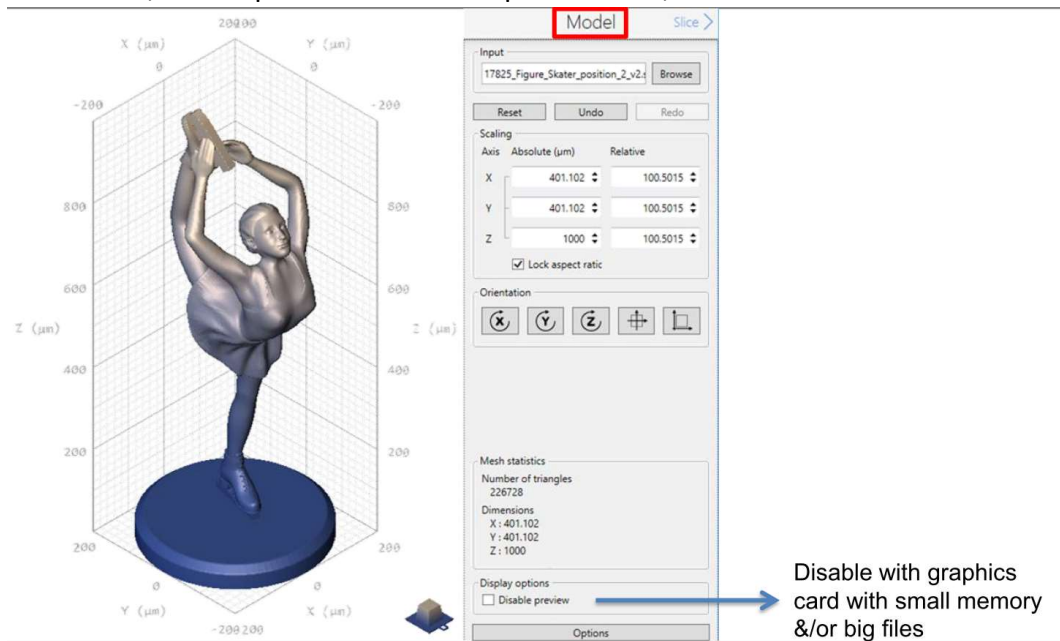 20000
X (µm)
Y (µm)
0
0
-200
-200
800
800
600
600
Z (µm)
Z (µm)
400
400
200
200
200
200
0
0
Y (µm)
X (µm)
-200 200
Model
Slice
Input
17825_Figure_Skater_position_2_v2.s
Browse
Reset
Undo
Redo
Scaling
Axis Absolute (µm) Relative
X 401.102 100.5015
Y 401.102 100.5015
Z 1000 100.5015
Lock aspect ratic
Orientation
X Y Z
Mesh statistics
Number of triangles
226728
Dimensions
X : 401.102
Y : 401.102
Z : 1000
Display options
Disable preview
Options
Disable with graphics
card with small memory
&/or big files